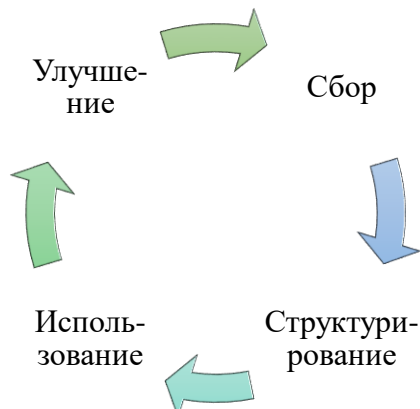 Улучше-
ние
Сбор
Исполь-
зование
Структури-
рование